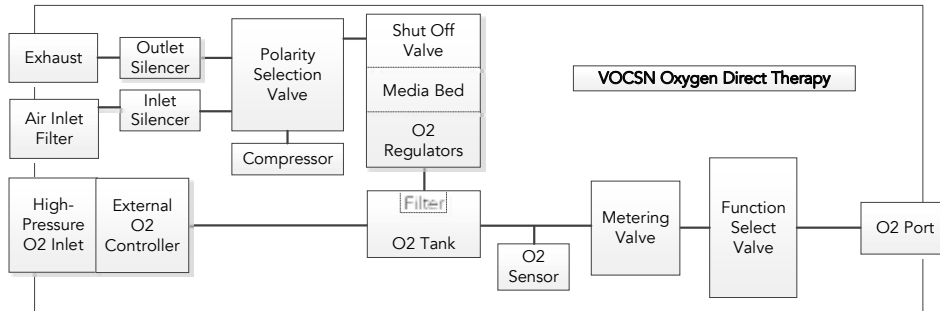 Exhaust
Outlet
Silencer
Polarity
Selection
Valve
Shut Off
Valve
VOCSN Oxygen Direct Therapy
Media Bed
Air Inlet
Filter
Inlet
Silencer
O2
Regulators
Compressor
High-
Pressure
O2 Inlet
External
O2
Controller
Filter
O2 Tank
O2
Sensor
Metering
Valve
Function
Select
Valve
O2 Port